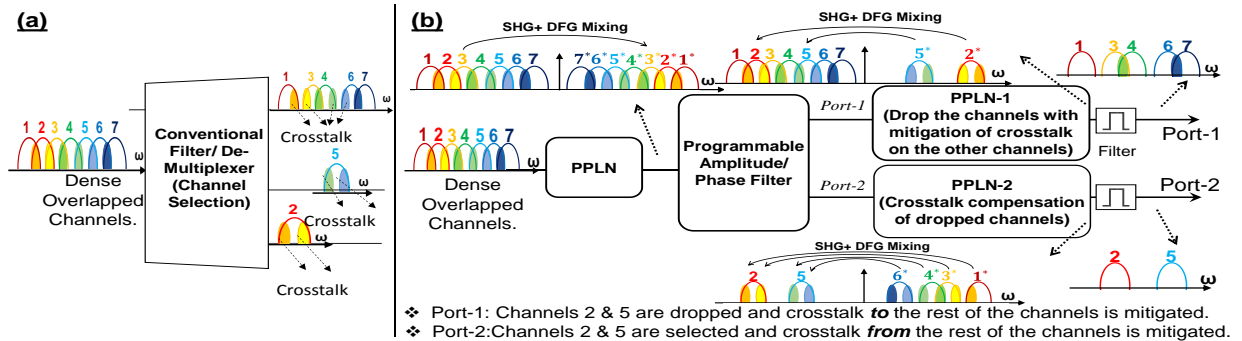 (a)
1 3 4 6 7
ε
Crosstalk
1 2 3 4 5 6 7
ε
Dense
Overlapped
Channels.
Conventional
Filter/ De-
Multiplexer
(Channel
Selection)
5
ω
Crosstalk
2
ω
Crosstalk
(b)
SHG+ DFG Mixing
1 2 3 4 5 6 7
7* 6* 5* 4* 3* 2* 1*
ω
SHG+ DFG Mixing
1 2 3 4 5 6 7
5* 2*
ω
1 3 4 6 7
ω
1 2 3 4 5 6 7
ω
Dense
Overlapped
Channels.
PPLN
Programmable
Amplitude/
Phase Filter
Port-1
PPLN-1
(Drop the channels with
mitigation of crosstalk
on the other channels)
Filter
Port-1
Port-2
PPLN-2
(Crosstalk compensation
of dropped channels)
Port-2
SHG+ DFG Mixing
2 5 6* 4* 3* 1*
ω
2 5
ω
❖ Port-1: Channels 2 & 5 are dropped and crosstalk to the rest of the channels is mitigated.
❖ Port-2:Channels 2 & 5 are selected and crosstalk from the rest of the channels is mitigated.